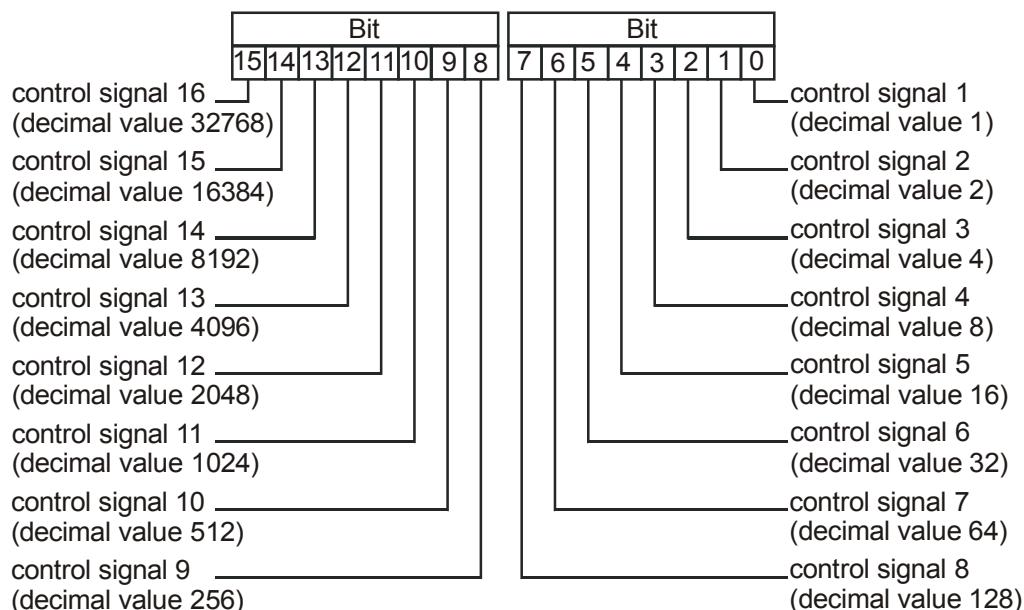 Bit
15 14 13 12 11 10 9 8
control signal 16
(decimal value 32768)
control signal 15
(decimal value 16384)
control signal 14
(decimal value 8192)
control signal 13
(decimal value 4096)
control signal 12
(decimal value 2048)
control signal 11
(decimal value 1024)
control signal 10
(decimal value 512)
control signal 9
(decimal value 256)
Bit
7 6 5 4 3 2 1 0
control signal 1
(decimal value 1)
control signal 2
(decimal value 2)
control signal 3
(decimal value 4)
control signal 4
(decimal value 8)
control signal 5
(decimal value 16)
control signal 6
(decimal value 32)
control signal 7
(decimal value 64)
control signal 8
(decimal value 128)